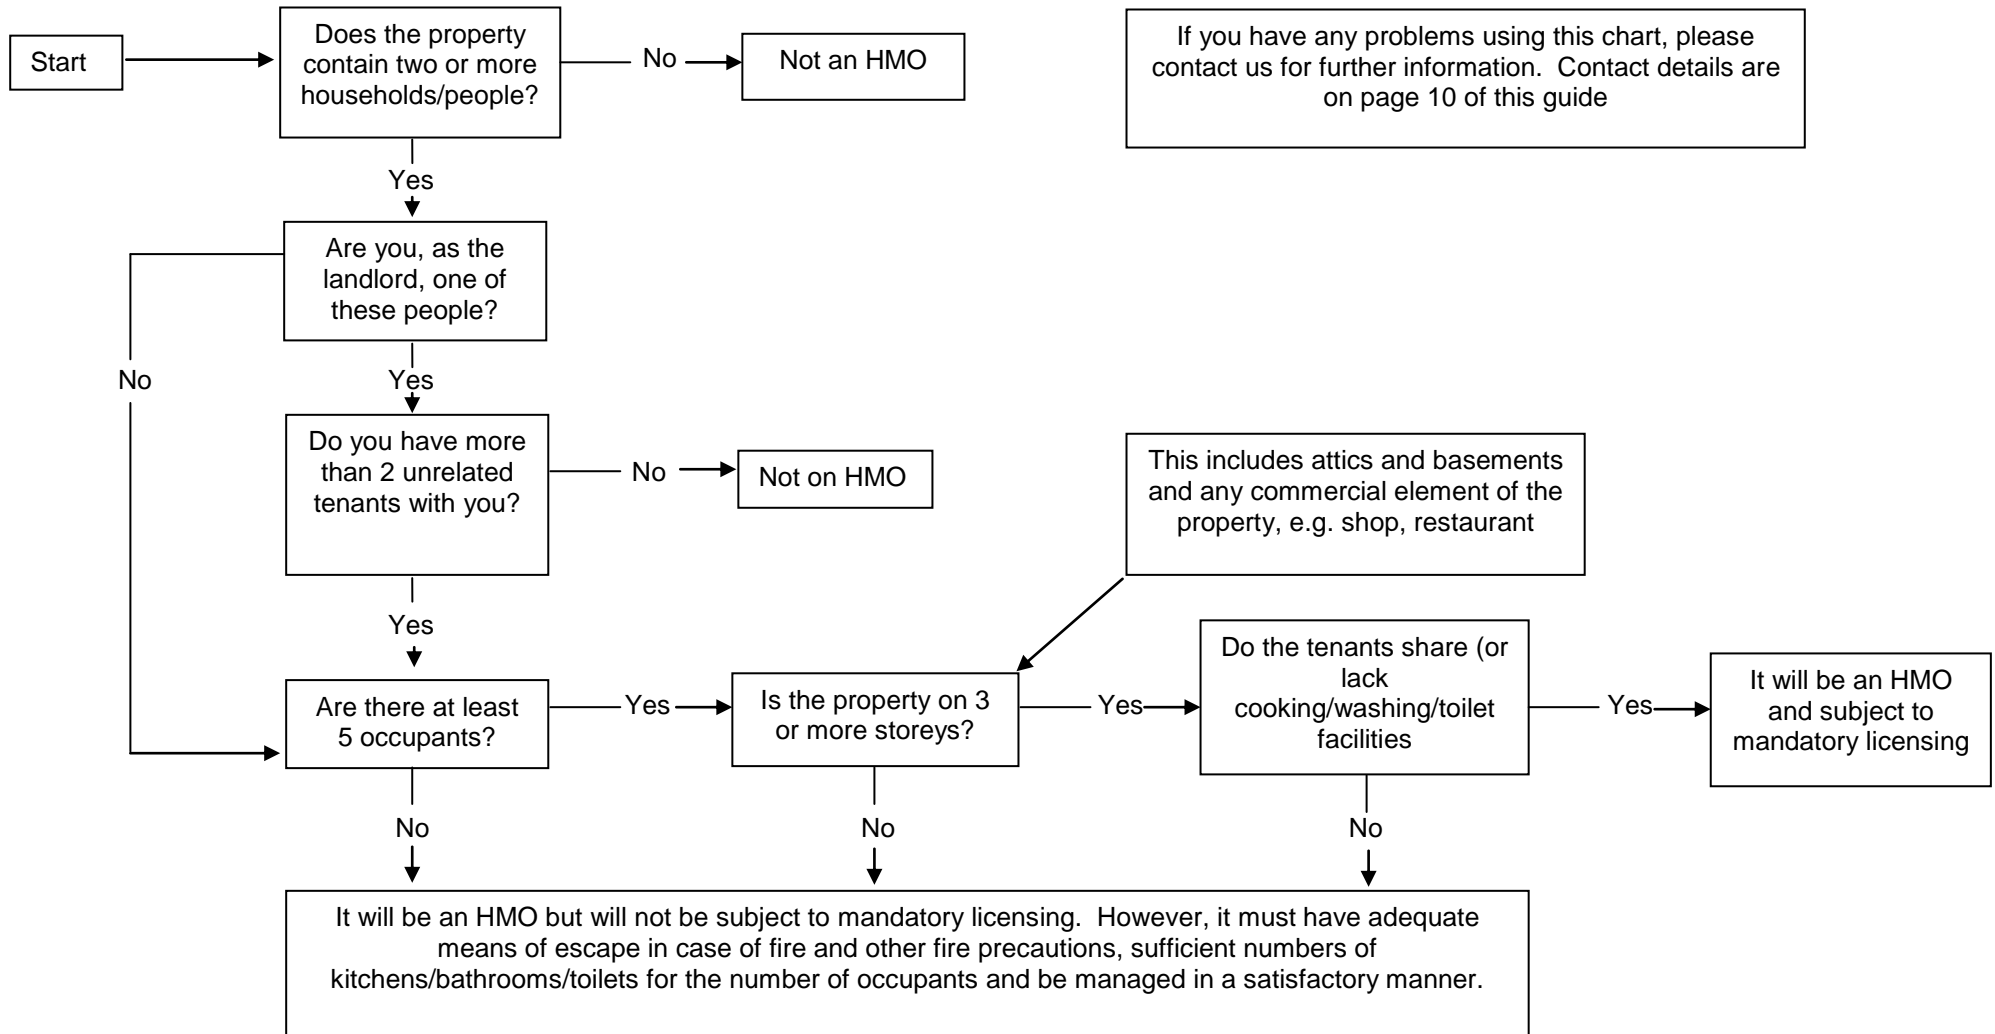 Start
Does the property
contain two or more
households/people?
No
Not an HMO
If you have any problems using this chart, please
contact us for further information.  Contact details are
on page 10 of this guide
Yes
Are you, as the
landlord, one of
these people?
No
Yes
Do you have more
than 2 unrelated
tenants with you?
No
Not on HMO
This includes attics and basements
and any commercial element of the
property, e.g. shop, restaurant
Yes
Are there at least
5 occupants?
Yes
Is the property on 3
or more storeys?
Yes
Do the tenants share (or
lack
cooking/washing/toilet
facilities
Yes
It will be an HMO
and subject to
mandatory licensing
No
No
No
It will be an HMO but will not be subject to mandatory licensing.  However, it must have adequate
means of escape in case of fire and other fire precautions, sufficient numbers of
kitchens/bathrooms/toilets for the number of occupants and be managed in a satisfactory manner.